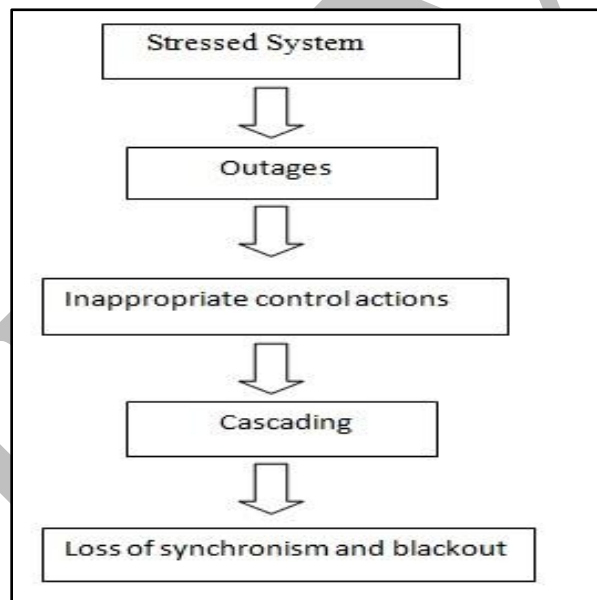 Stressed System
Outages
Inappropriate control actions
Cascading
Loss of synchronism and blackout